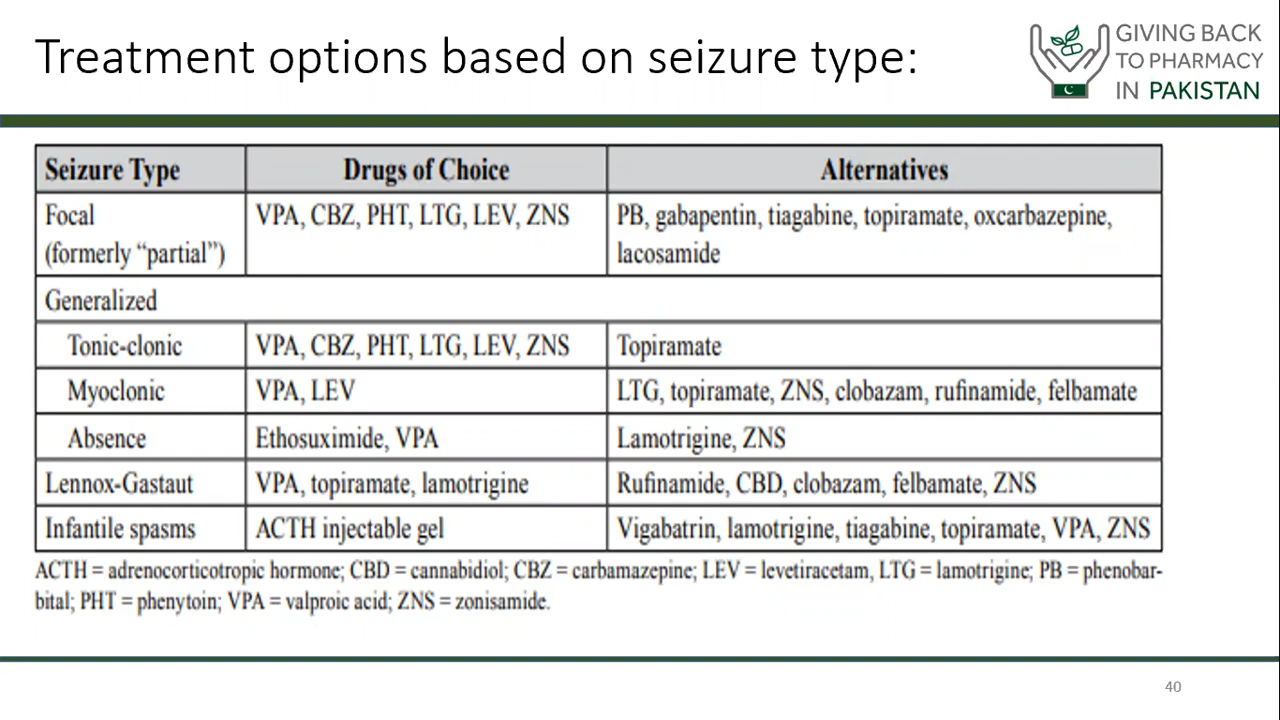 Treatment options based on seizure type:
GIVING BACK
TO PHARMACY
IN PAKISTAN
Seizure Type Drugs of Choice Alternatives
Focal
(formerly “partial”) VPA, CBZ, PHT, LTG, LEV, ZNS PB, gabapentin, tiagabine, topiramate, oxcarbazepine,
lacosamide
Generalized
Tonic-clonic VPA, CBZ, PHT, LTG, LEV, ZNS Topiramate
Myoclonic VPA, LEV LTG, topiramate, ZNS, clobazam, rufinamide, felbamate
Absence Ethosuximide, VPA Lamotrigine, ZNS
Lennox-Gastaut VPA, topiramate, lamotrigine Rufinamide, CBD, clobazam, felbamate, ZNS
Infantile spasms ACTH injectable gel Vigabatrin, lamotrigine, tiagabine, topiramate, VPA, ZNS
ACTH = adrenocorticotropic hormone; CBD = cannabidiol; CBZ = carbamazepine; LEV = levetiracetam, LTG = lamotrigine; PB = phenobar-
bital; PHT = phenytoin; VPA = valproic acid; ZNS = zonisamide.
40